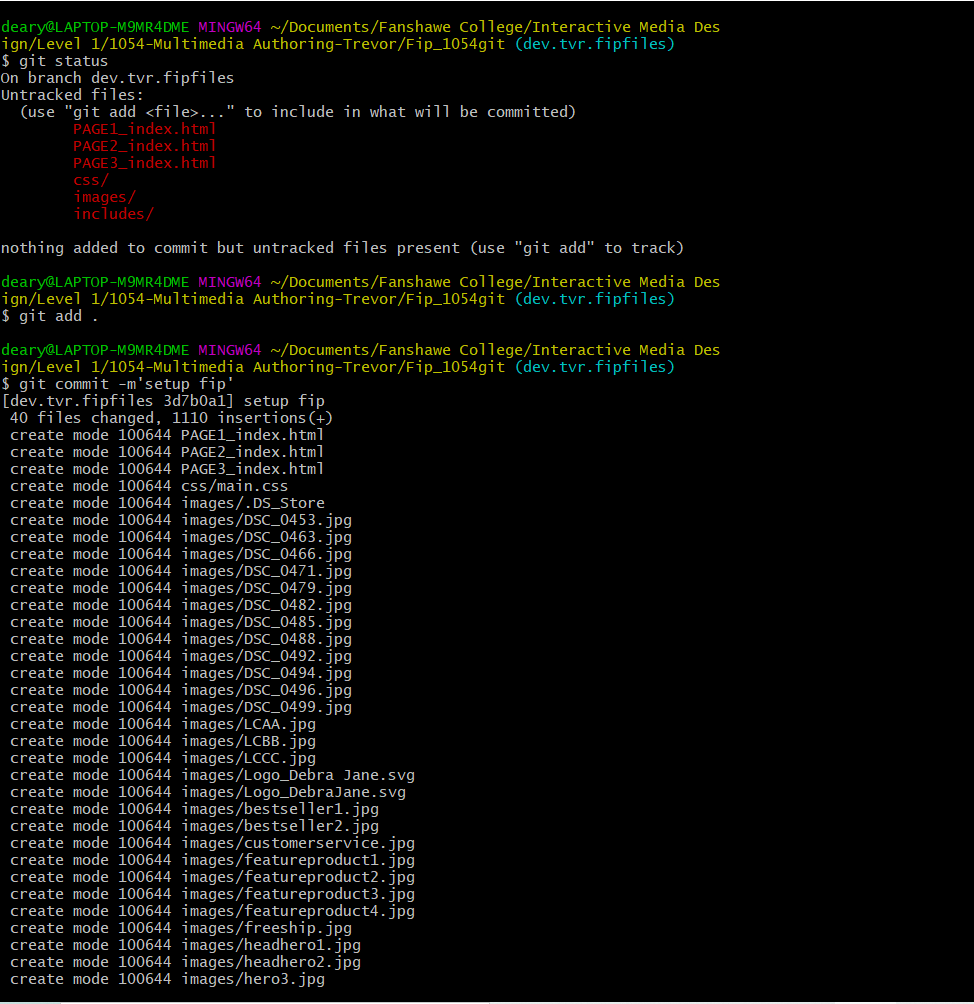 deary@LAPTOP-M9MR4DME MINGW64 ~/Documents/Fanshawe College/Interactive Media Des
ign/Level 1/1054-Multimedia Authoring-Trevor/Fip_1054git (dev.tvr.fipfiles)
$ git status
On branch dev.tvr.fipfiles
Untracked files:
  (use "git add <file>..." to include in what will be committed)
        PAGE1_index.html
        PAGE2_index.html
        PAGE3_index.html
        css/
        images/
        includes/

nothing added to commit but untracked files present (use "git add" to track)

deary@LAPTOP-M9MR4DME MINGW64 ~/Documents/Fanshawe College/Interactive Media Des
ign/Level 1/1054-Multimedia Authoring-Trevor/Fip_1054git (dev.tvr.fipfiles)
$ git add .

deary@LAPTOP-M9MR4DME MINGW64 ~/Documents/Fanshawe College/Interactive Media Des
ign/Level 1/1054-Multimedia Authoring-Trevor/Fip_1054git (dev.tvr.fipfiles)
$ git commit -m'setup fip'
[dev.tvr.fipfiles 3d7b0a1] setup fip
 40 files changed, 1110 insertions(+)
 create mode 100644 PAGE1_index.html
 create mode 100644 PAGE2_index.html
 create mode 100644 PAGE3_index.html
 create mode 100644 css/main.css
 create mode 100644 images/.DS_Store
 create mode 100644 images/DSC_0453.jpg
 create mode 100644 images/DSC_0463.jpg
 create mode 100644 images/DSC_0466.jpg
 create mode 100644 images/DSC_0471.jpg
 create mode 100644 images/DSC_0479.jpg
 create mode 100644 images/DSC_0482.jpg
 create mode 100644 images/DSC_0485.jpg
 create mode 100644 images/DSC_0488.jpg
 create mode 100644 images/DSC_0492.jpg
 create mode 100644 images/DSC_0494.jpg
 create mode 100644 images/DSC_0496.jpg
 create mode 100644 images/DSC_0499.jpg
 create mode 100644 images/LCAA.jpg
 create mode 100644 images/LCBB.jpg
 create mode 100644 images/LCCC.jpg
 create mode 100644 images/Logo_Debra Jane.svg
 create mode 100644 images/Logo_DebraJane.svg
 create mode 100644 images/bestseller1.jpg
 create mode 100644 images/bestseller2.jpg
 create mode 100644 images/customerservice.jpg
 create mode 100644 images/featureproduct1.jpg
 create mode 100644 images/featureproduct2.jpg
 create mode 100644 images/featureproduct3.jpg
 create mode 100644 images/featureproduct4.jpg
 create mode 100644 images/freeship.jpg
 create mode 100644 images/headhero1.jpg
 create mode 100644 images/headhero2.jpg
 create mode 100644 images/hero3.jpg